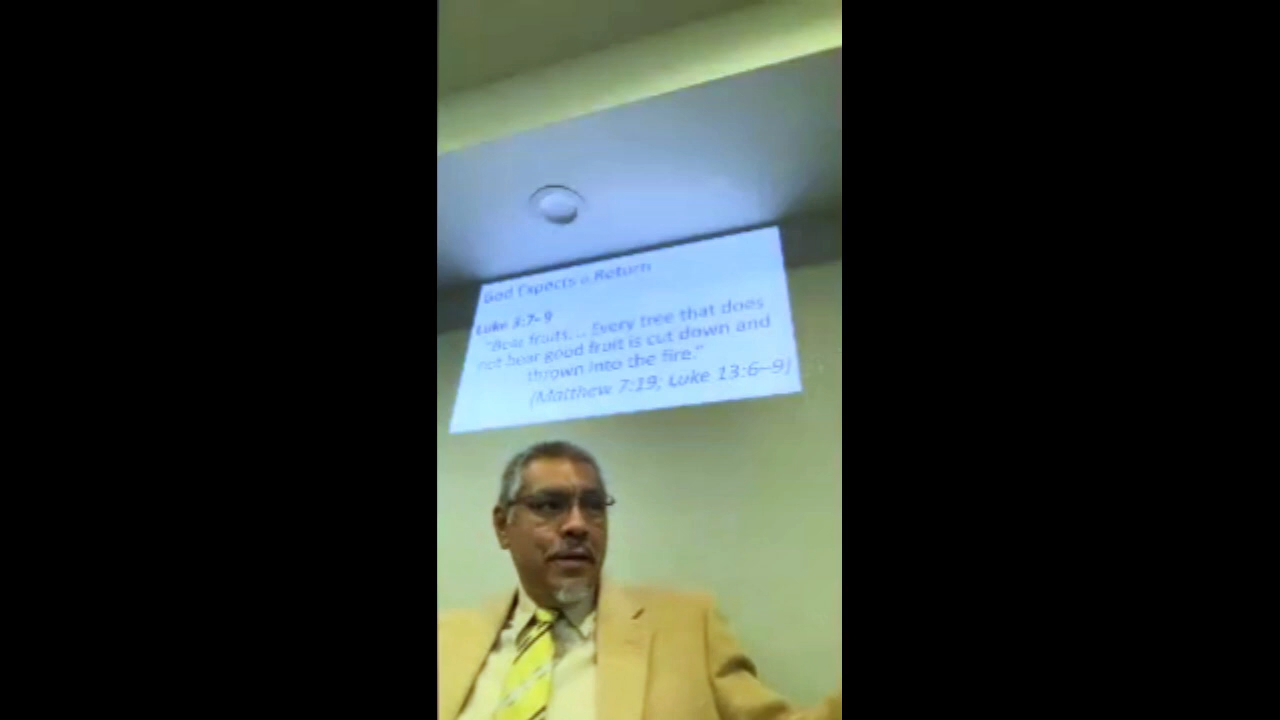 God Expects a Return
Luke 3:7-9
"Bear fruits... Every tree that does
not bear good fruit is cut down and
thrown into the fire."
(Matthew 7:19; Luke 13:6–9)